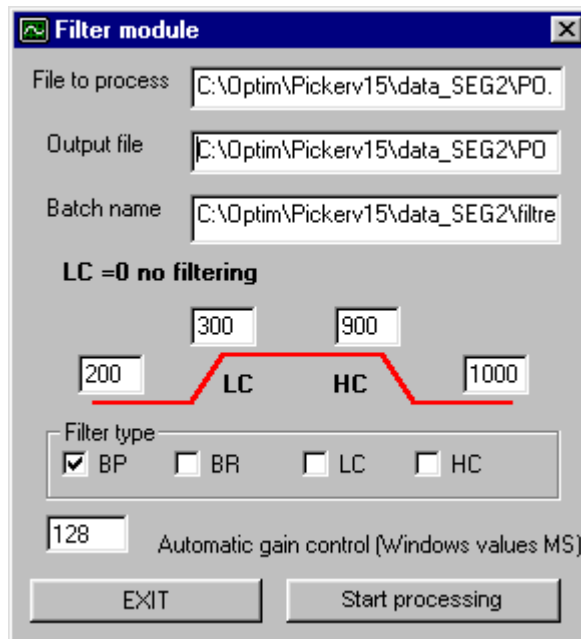 Filter module
File to process C:\Optim\Pickerv15\data_SEG2\PO.
Output file C:\Optim\Pickerv15\data_SEG2\PO
Batch name C:\Optim\Pickerv15\data_SEG2\filtre
LC =0 no filtering
300 900
200 LC HC 1000
Filter type
BP BR LC HC
128 Automatic gain control (Windows values MS)
EXIT Start processing